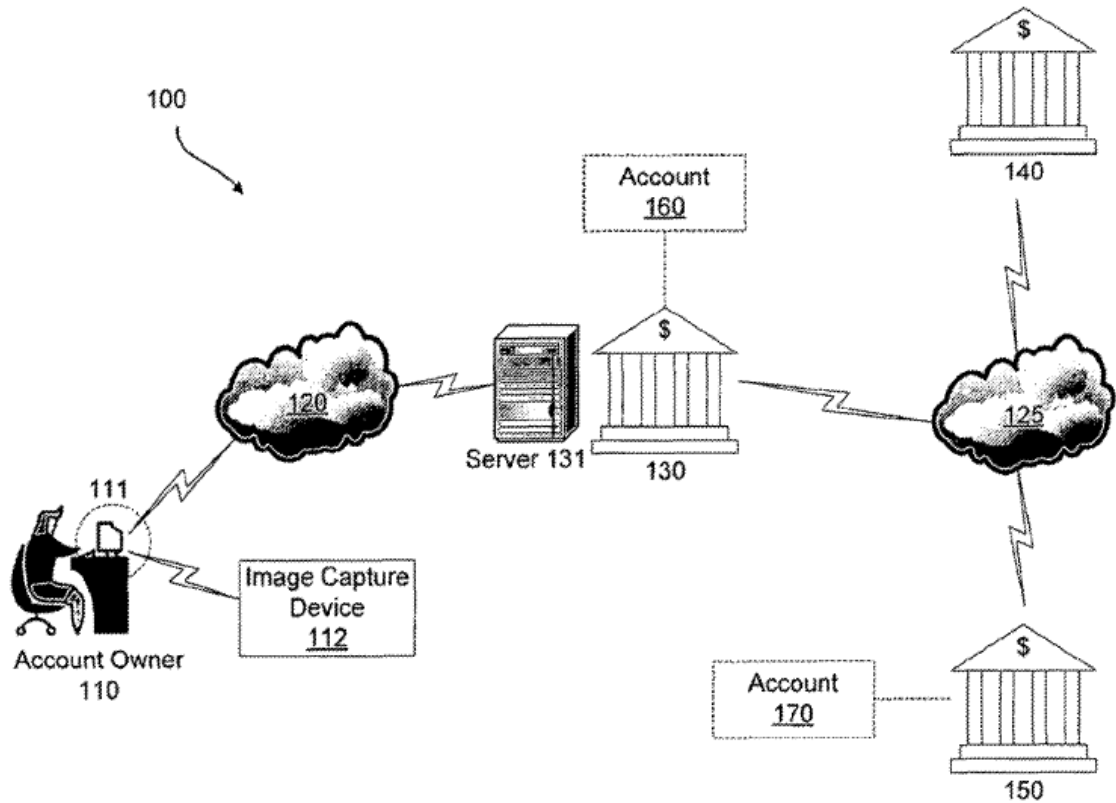 $
140
100
Account
160
$
120
Server 131
130
125
111
Image Capture
Device
112
Account Owner
110
$
Account
170
150